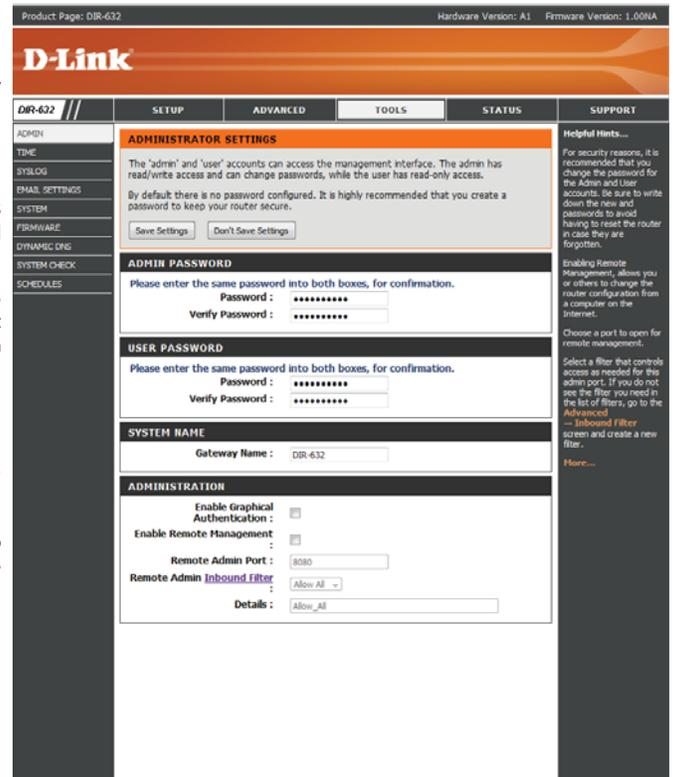 Product Page: DIR-632
Hardware Version: A1
Firmware Version: 1.00NA
D-Link
DIR-632
SETUP
ADVANCED
TOOLS
STATUS
SUPPORT
ADMIN
TIME
SYSLOG
EMAIL SETTINGS
SYSTEM
FIRMWARE
DYNAMIC DNS
SYSTEM CHECK
SCHEDULES
ADMINISTRATOR SETTINGS
The 'admin' and 'user' accounts can access the management interface. The admin has
read/write access and can change passwords, while the user has read-only access.
By default there is no password configured. It is highly recommended that you create a
password to keep your router secure.
Save Settings
Don't Save Settings
ADMIN PASSWORD
Please enter the same password into both boxes, for confirmation.
Password :
Verify Password :
USER PASSWORD
Please enter the same password into both boxes, for confirmation.
Password :
Verify Password :
SYSTEM NAME
Gateway Name :
DIR-632
ADMINISTRATION
Enable Graphical
Authentication :
Enable Remote Management
:
Remote Admin Port :
8080
Remote Admin Inbound Filter
:
Allow All
Details :
Allow_All
Helpful Hints...
For security reasons, it is
recommended that you
change the password for
the Admin and User
accounts. Be sure to write
down the new and
passwords to avoid
having to reset the router
in case they are
forgotten.
Enabling Remote
Management, allows you
or others to change the
router configuration from
a computer on the
Internet.
Choose a port to open for
remote management.
Select a filter that controls
access as needed for this
admin port. If you do not
see the filter you need in
the list of filters, go to the
Advanced
— Inbound Filter
screen and create a new
filter.
More...